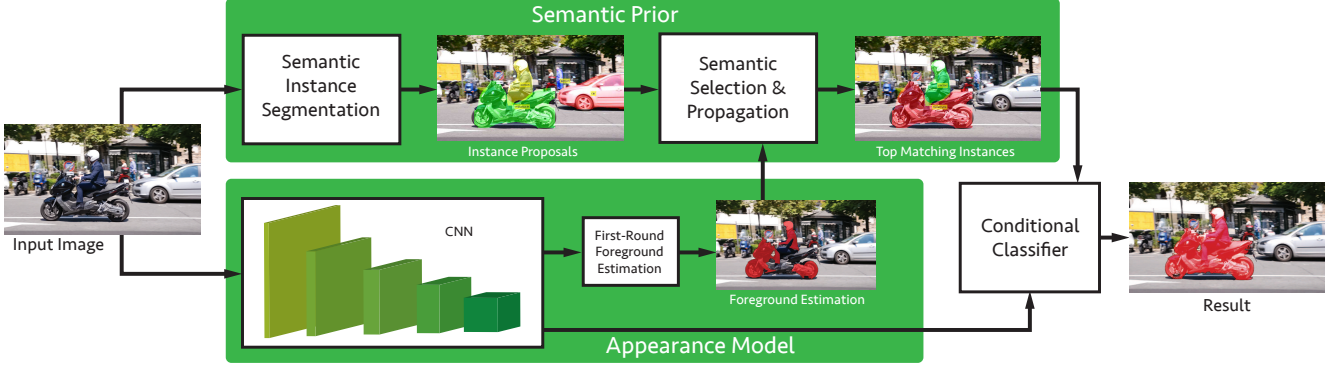 Semantic Prior
Semantic
Instance
Segmentation
Instance Proposals
Semantic
Selection &
Propagation
Top Matching Instances
Input Image
CNN
First-Round
Foreground
Estimation
Foreground Estimation
Appearance Model
Conditional
Classifier
Result